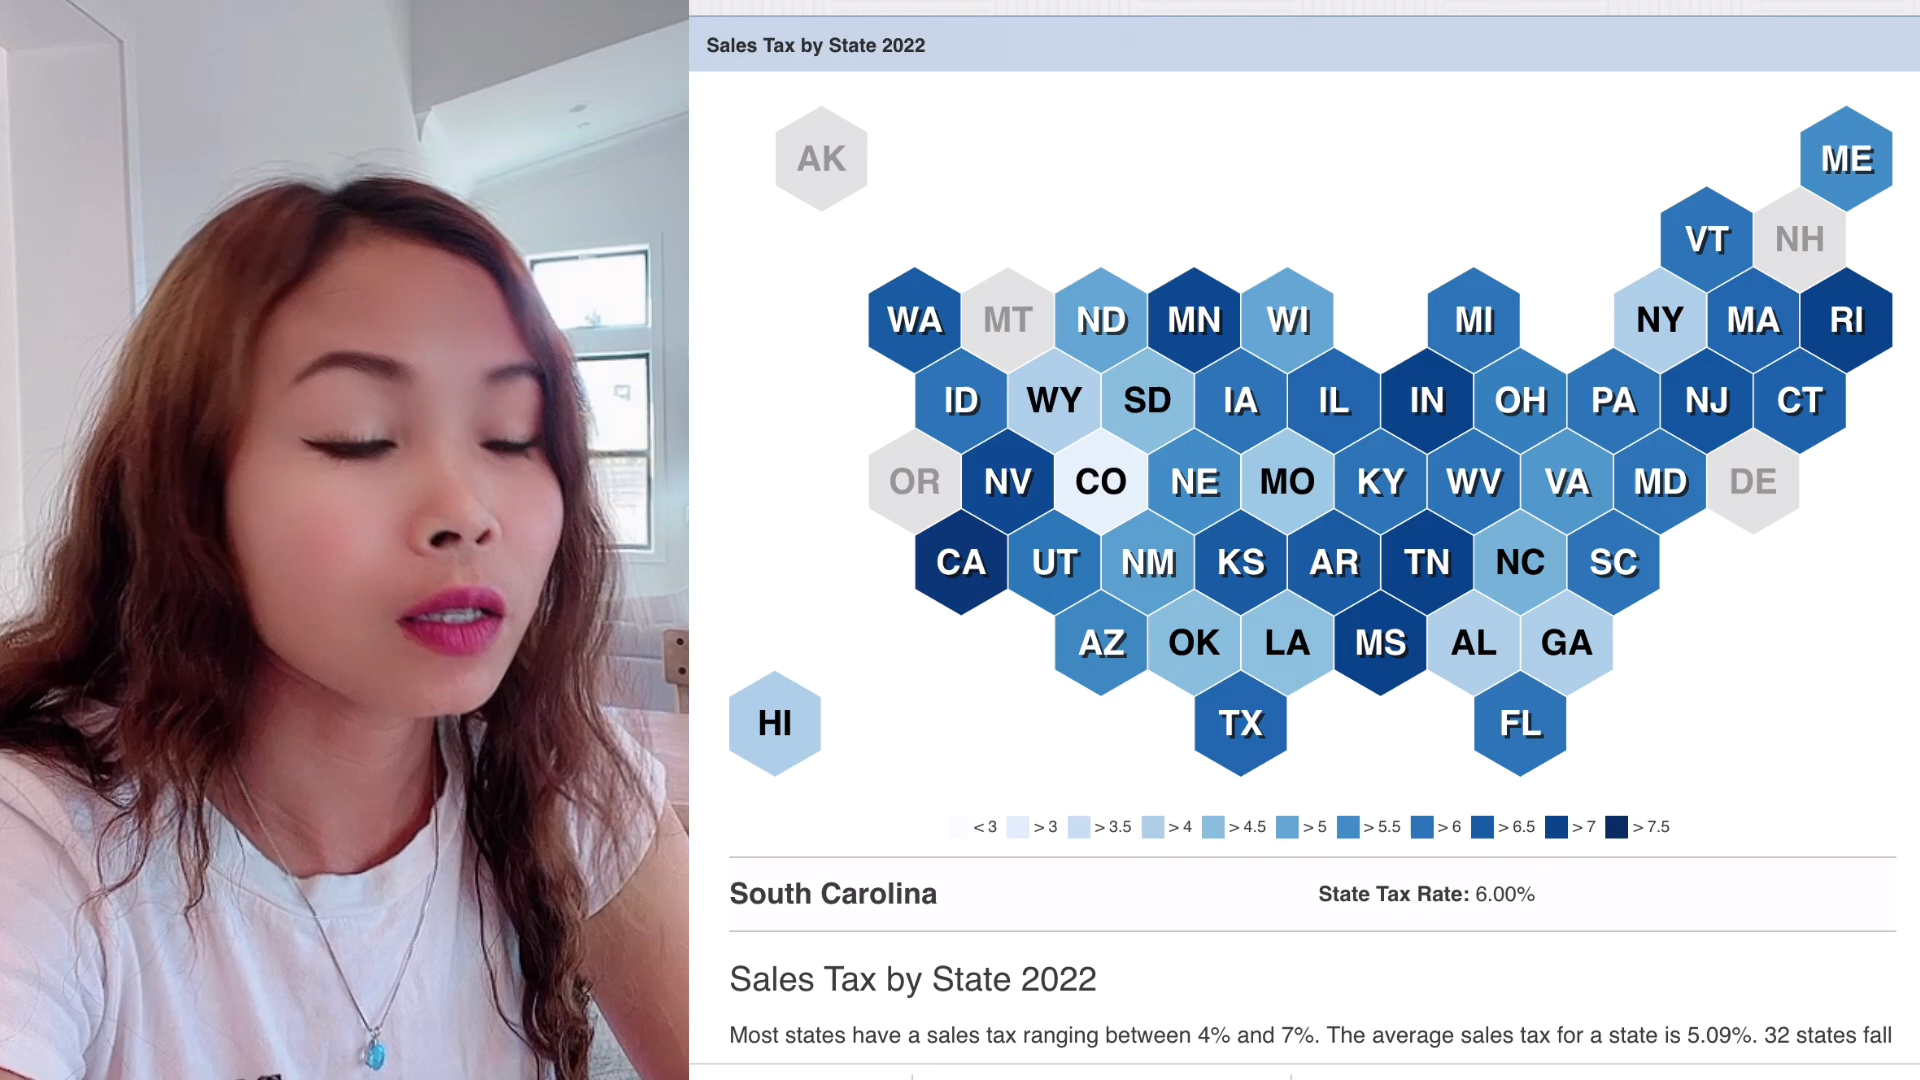 Sales Tax by State 2022
AK
ME
VT NH
WA MT ND MN WI MI NY MA RI
ID WY SD IA IL IN OH PA NJ CT
OR NV CO NE MO KY WV VA MD DE
CA UT NM KS AR TN NC SC
AZ OK LA MS AL GA
HI TX FL
< 3 > 3 > 3.5 > 4 > 4.5 > 5 > 5.5 > 6 > 6.5 > 7 > 7.5
South Carolina State Tax Rate: 6.00%
Sales Tax by State 2022
Most states have a sales tax ranging between 4% and 7%. The average sales tax for a state is 5.09%. 32 states fall